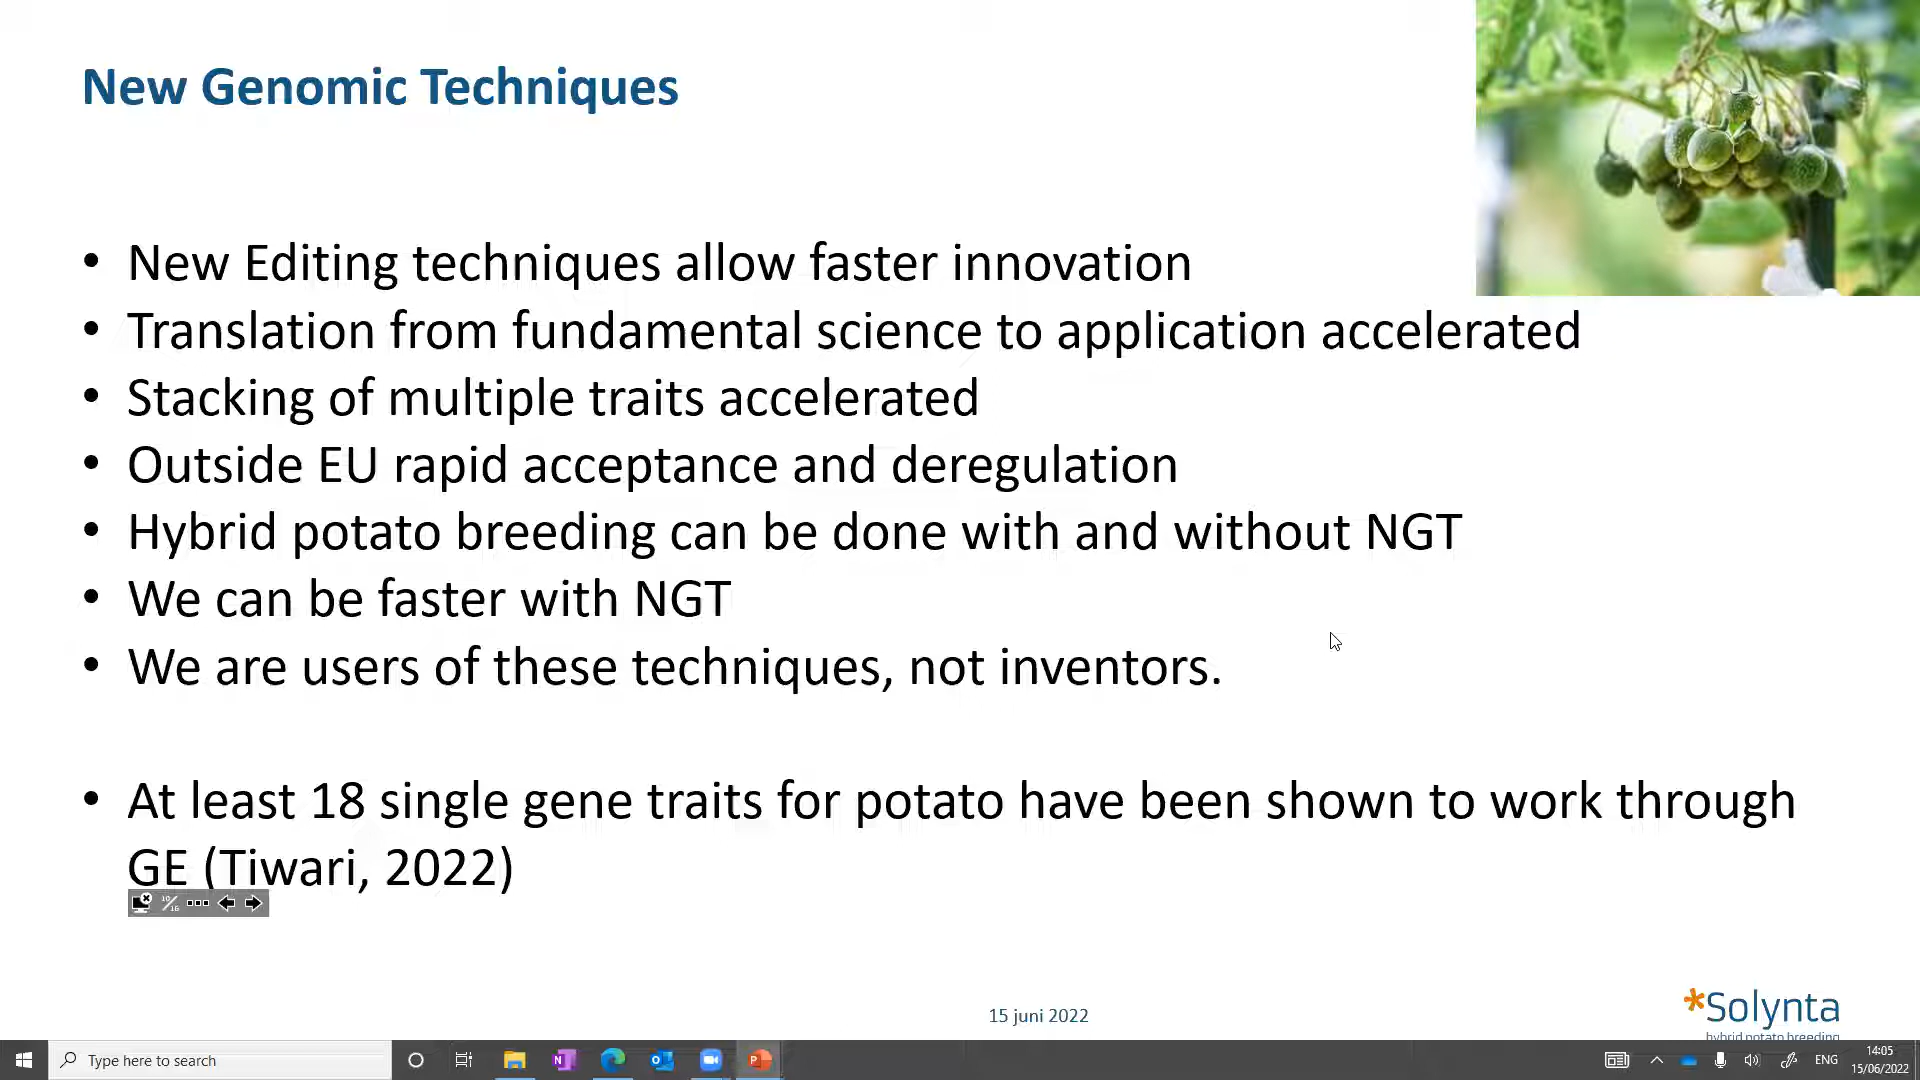 New Genomic Techniques
• New Editing techniques allow faster innovation
• Translation from fundamental science to application accelerated
• Stacking of multiple traits accelerated
• Outside EU rapid acceptance and deregulation
• Hybrid potato breeding can be done with and without NGT
• We can be faster with NGT
• We are users of these techniques, not inventors.
• At least 18 single gene traits for potato have been shown to work through
GE (Tiwari, 2022)
10/16
15 juni 2022
*Solynta
hybrid potato breeding
Type here to search
ENG
14:05
15/06/2022